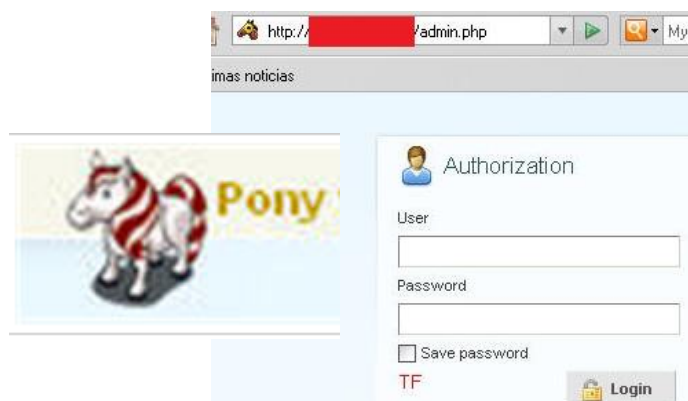 http:// /admin.php
My
imas noticias
Authorization
Pony
User
Password
Save password
TF
Login